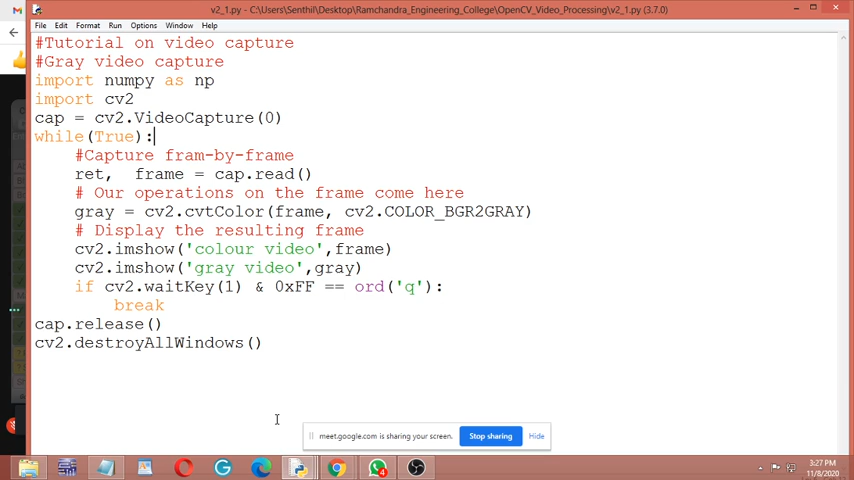 v2_1.py - C:\Users\Senthil\Desktop\Ramchandra_Engineering_College\OpenCV_Video_Processing\v2_1.py (3.7.0)
File Edit Format Run Options Window Help
#Tutorial on video capture
#Gray video capture
import numpy as np
import cv2
cap = cv2.VideoCapture(0)
while(True):
    #Capture fram-by-frame
    ret,  frame = cap.read()
    # Our operations on the frame come here
    gray = cv2.cvtColor(frame, cv2.COLOR_BGR2GRAY)
    # Display the resulting frame
    cv2.imshow('colour video',frame)
    cv2.imshow('gray video',gray)
    if cv2.waitKey(1) & 0xFF == ord('q'):
        break
cap.release()
cv2.destroyAllWindows()
meet.google.com is sharing your screen. Stop sharing Hide
4
3:27 PM
11/8/2020